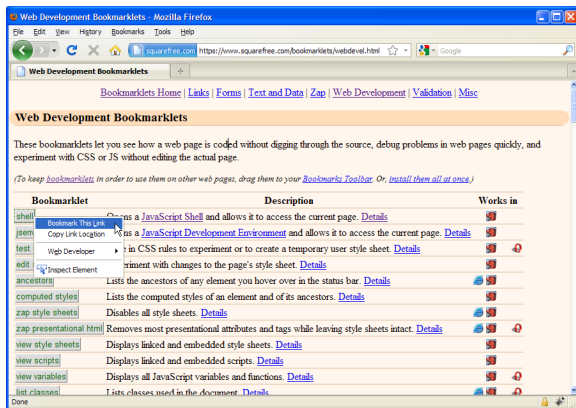 Web Development Bookmarklets - Mozilla Firefox
File Edit View History Bookmarks Tools Help
squarefree.com https://www.squarefree.com/bookmarklets/webdevel.html Google
Web Development Bookmarklets
Bookmarklets Home | Links | Forms | Text and Data | Zap | Web Development | Validation | Misc
Web Development Bookmarklets
These bookmarklets let you see how a web page is coded without digging through the source, debug problems in web pages quickly, and
experiment with CSS or JS without editing the actual page.
(To keep bookmarklets in order to use them on other web pages, drag them to your Bookmarks Toolbar. Or, install them all at once.)
Bookmarklet Description Works in
shell Opens a JavaScript Shell and allows it to access the current page. Details
Bookmark This Link
Copy Link Location
Web Developer
Inspect Element
jsenv ns a JavaScript Development Environment and allows it to access the current page. Details
test e in CSS rules to experiment or to create a temporary user style sheet. Details
edit s eriment with changes to the page's style sheet. Details
ancestors Lists the ancestors of any element you hover over in the status bar. Details
computed styles Lists the computed styles of an element and of its ancestors. Details
zap style sheets Disables all style sheets. Details
zap presentational html Removes most presentational attributes and tags while leaving style sheets intact. Details
view style sheets Displays linked and embedded style sheets. Details
view scripts Displays linked and embedded scripts. Details
view variables Displays all JavaScript variables and functions. Details
list classes Lists classes used in the document. Details
Done